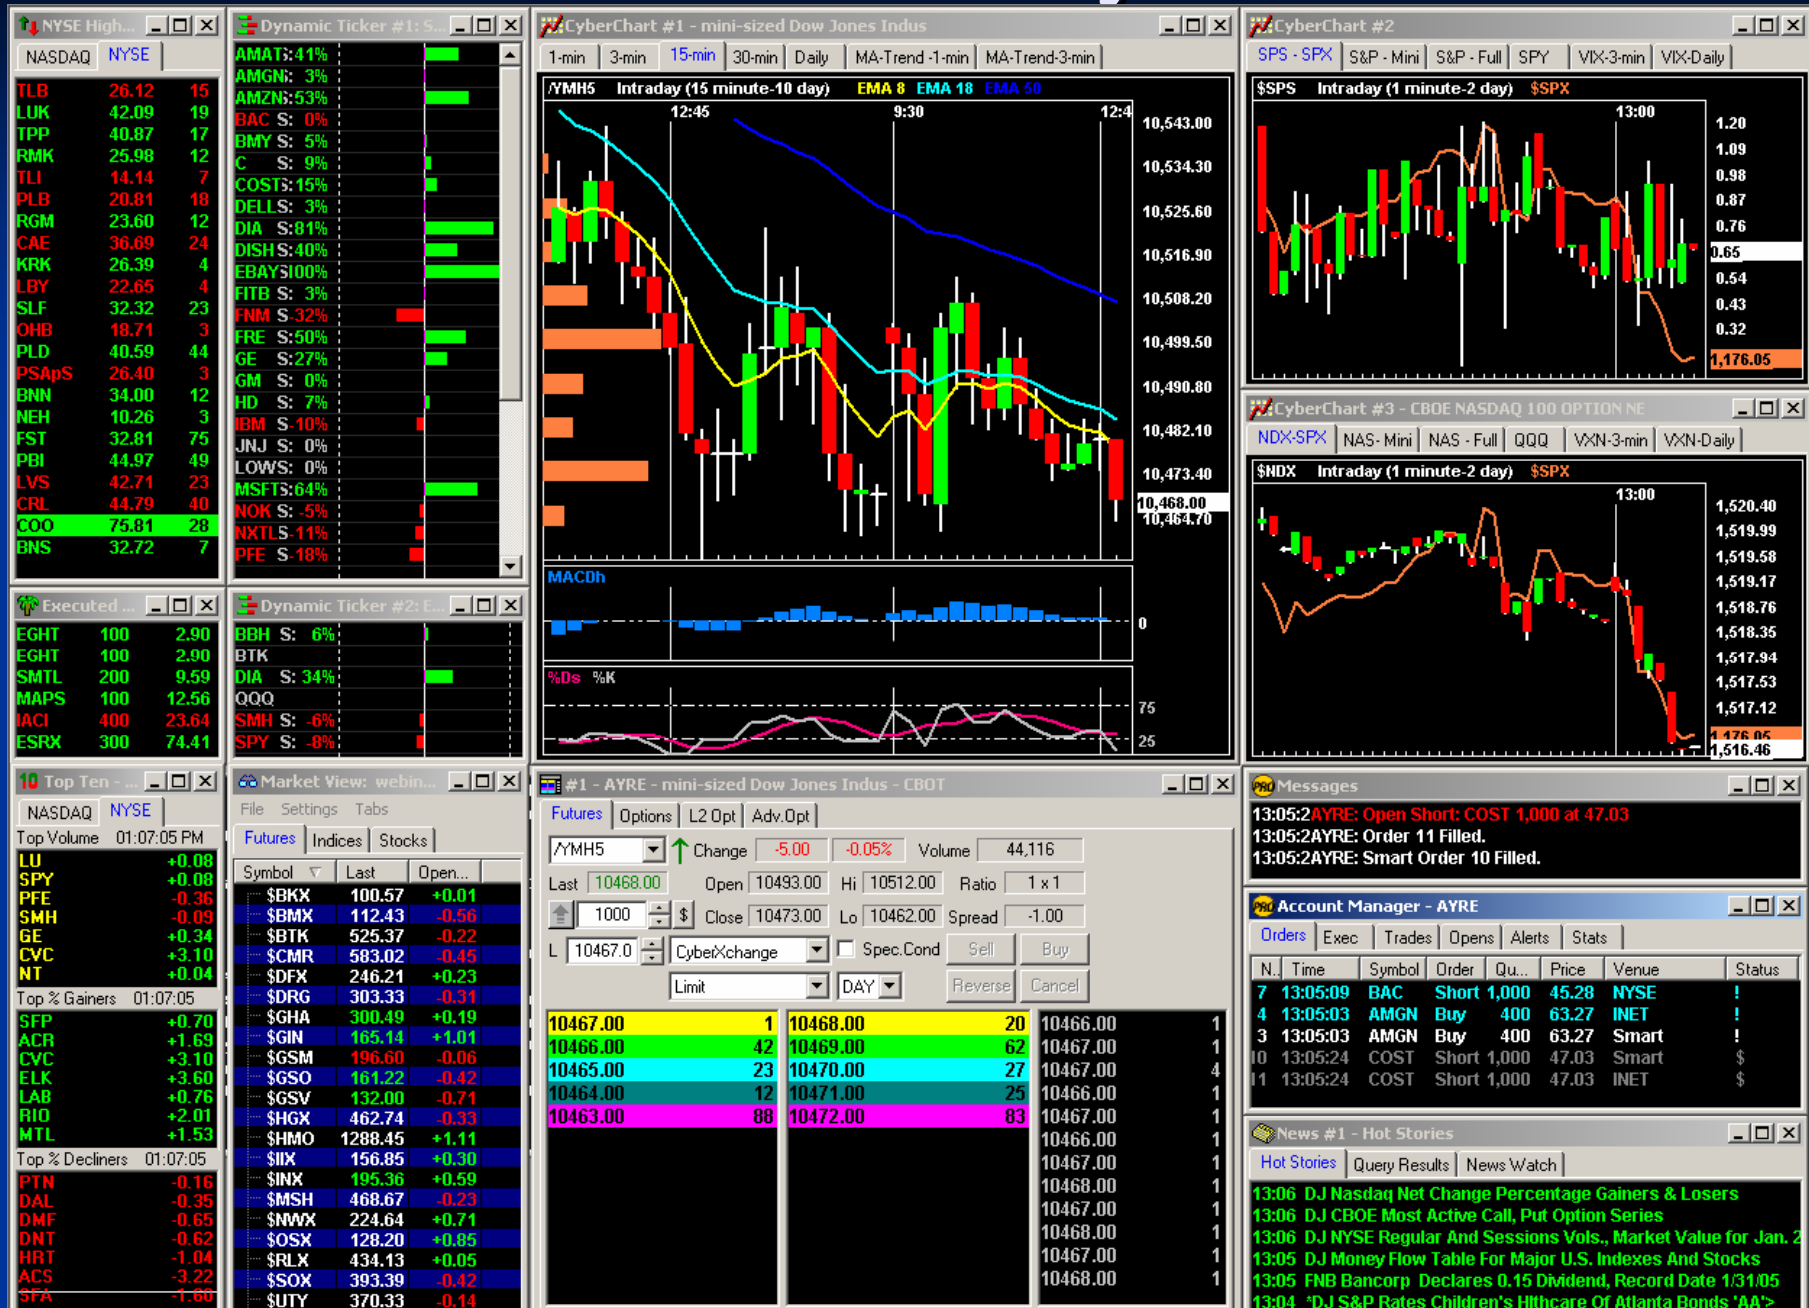 NYSE High...
NASDAQ NYSE
TLB 26.12 15
LUK 42.09 19
TPP 40.87 17
RMK 25.98 12
TLI 14.14 7
PLB 20.81 18
RGM 23.60 12
CAE 36.69 24
KRK 26.39 4
LBY 22.65 4
SLF 32.32 23
OHB 18.71 3
PLD 40.59 44
PSApS 26.40 3
BNN 34.00 12
NEH 10.26 3
FST 32.81 75
PBI 44.97 49
LVS 42.71 23
CRL 44.79 40
COO 75.81 28
BNS 32.72 7
Dynamic Ticker #1: S...
AMAT S: 41%
AMGN S: 3%
AMZN S: 53%
BAC S: 0%
BMY S: 5%
C S: 9%
COST S: 15%
DELL S: 3%
DIA S: 81%
DISH S: 40%
EBAY S: 100%
FITB S: 3%
FNM S: -32%
FRE S: 50%
GE S: 27%
GM S: 0%
HD S: 7%
IBM S: -10%
JNJ S: 0%
LOW S: 0%
MSFT S: 64%
NOK S: -5%
NXTL S: -11%
PFE S: -18%
CyberChart #1 - mini-sized Dow Jones Indus
1-min 3-min 15-min 30-min Daily MA-Trend -1-min MA-Trend-3-min
/YMH5 Intraday (15 minute-10 day) EMA 8 EMA 18 EMA 50
12:45 9:30 12:4
10,543.00
10,534.30
10,525.60
10,516.90
10,508.20
10,499.50
10,490.80
10,482.10
10,473.40
10,468.00
10,464.70
MACDh
0
%Ds %K
75
25
CyberChart #2
SPS - SPX S&P - Mini S&P - Full SPY VIX-3-min VIX-Daily
$SPS Intraday (1 minute-2 day) $SPX
13:00
1.20
1.09
0.98
0.87
0.76
0.65
0.54
0.43
0.32
1,176.05
CyberChart #3 - CBOE NASDAQ 100 OPTION NE
NDX-SPX NAS- Mini NAS - Full QQQ VXN-3-min VXN-Daily
$NDX Intraday (1 minute-2 day) $SPX
13:00
1,520.40
1,519.99
1,519.58
1,519.17
1,518.76
1,518.35
1,517.94
1,517.53
1,517.12
1,176.05
1,516.46
Executed ...
EGHT 100 2.90
EGHT 100 2.90
SMTL 200 9.59
MAPS 100 12.56
IACI 400 23.64
ESRX 300 74.41
Dynamic Ticker #2: E...
BBH S: 6%
BTK
DIA S: 34%
QQQ
SMH S: -6%
SPY S: -8%
Top Ten - ...
NASDAQ NYSE
Top Volume 01:07:05 PM
LU +0.08
SPY +0.08
PFE -0.36
SMH -0.09
GE +0.34
CVC +3.10
NT +0.04
Top % Gainers 01:07:05
SFP +0.70
ACR +1.69
CVC +3.10
ELK +3.60
LAB +0.76
RIO +2.01
MTL +1.53
Top % Decliners 01:07:05
PTN -0.16
DAL -0.35
DMF -0.65
DNT -0.62
HRT -1.04
ACS -3.22
SFA -1.60
Market View: webin...
File Settings Tabs
Futures Indices Stocks
Symbol Last Open...
$BKX 100.57 +0.01
$BMX 112.43 -0.56
$BTK 525.37 -0.22
$CMR 583.02 -0.45
$DFX 246.21 +0.23
$DRG 303.33 -0.31
$GHA 300.49 +0.19
$GIN 165.14 +1.01
$GSM 196.60 -0.06
$GSO 161.22 -0.42
$GSV 132.00 -0.71
$HGX 462.74 -0.33
$HMO 1288.45 +1.11
$IIX 156.85 +0.30
$INX 195.36 +0.59
$MSH 468.67 -0.23
$NWX 224.64 +0.71
$OSX 128.20 +0.85
$RLX 434.13 +0.05
$SOX 393.39 -0.42
$UTY 370.33 -0.14
#1 - AYRE - mini-sized Dow Jones Indus - CBOT
Futures Options L2 Opt Adv.Opt
/YMH5 Change -5.00 -0.05% Volume 44,116
Last 10468.00 Open 10493.00 Hi 10512.00 Ratio 1 x 1
1000 $ Close 10473.00 Lo 10462.00 Spread -1.00
L 10467.0 CyberXchange Spec.Cond Sell Buy
Limit DAY Reverse Cancel
10467.00 1 10468.00 20
10466.00 42 10469.00 62
10465.00 23 10470.00 27
10464.00 12 10471.00 25
10463.00 88 10472.00 83
10466.00 1
10467.00 1
10467.00 4
10466.00 1
10467.00 1
10466.00 1
10467.00 1
10468.00 1
10467.00 1
10468.00 1
10467.00 1
10468.00 1
Messages
13:05:2AYRE: Open Short: COST 1,000 at 47.03
13:05:2AYRE: Order 11 Filled.
13:05:2AYRE: Smart Order 10 Filled.
Account Manager - AYRE
Orders Exec Trades Opens Alerts Stats
N.. Time Symbol Order Qu... Price Venue Status
7 13:05:09 BAC Short 1,000 45.28 NYSE !
4 13:05:03 AMGN Buy 400 63.27 INET !
3 13:05:03 AMGN Buy 400 63.27 Smart !
10 13:05:24 COST Short 1,000 47.03 Smart $
11 13:05:24 COST Short 1,000 47.03 INET $
News #1 - Hot Stories
Hot Stories Query Results News Watch
13:06 DJ Nasdaq Net Change Percentage Gainers & Losers
13:06 DJ CBOE Most Active Call, Put Option Series
13:06 DJ NYSE Regular And Sessions Vols., Market Value for Jan. 2
13:05 DJ Money Flow Table For Major U.S. Indexes And Stocks
13:05 FNB Bancorp Declares 0.15 Dividend, Record Date 1/31/05
13:04 *DJ S&P Rates Children's Hlthcare Of Atlanta Bonds 'AA'>